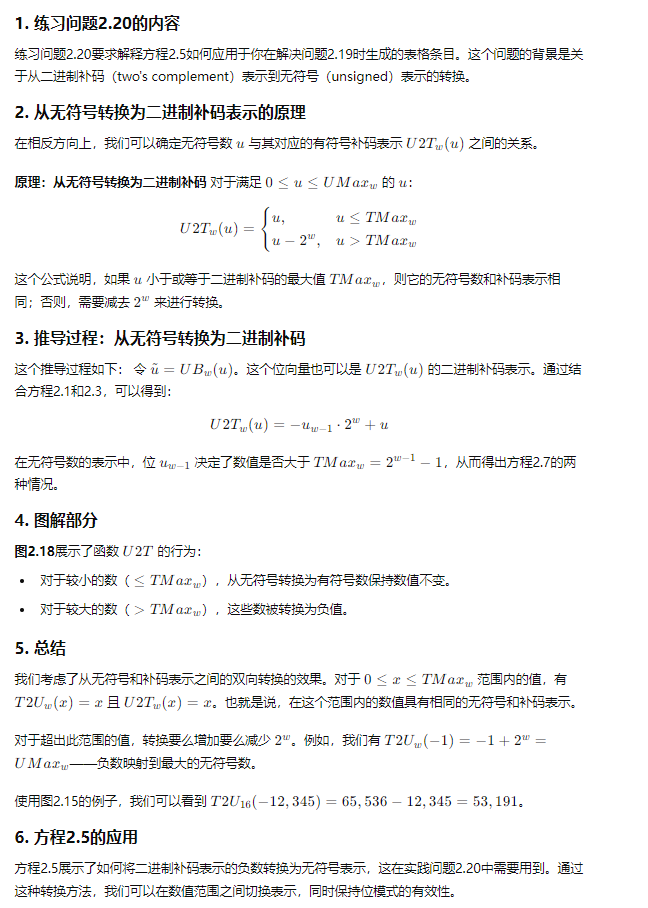 1. 练习问题2.20的内容
练习问题2.20要求解释方程2.5如何应用于你在解决问题2.19时生成的表格条目。这个问题的背景是关
于从二进制补码（two's complement）表示到无符号（unsigned）表示的转换。
2. 从无符号转换为二进制补码表示的原理
在相反方向上，我们可以确定无符号数 u 与其对应的有符号补码表示 U2T_w(u) 之间的关系。
原理：从无符号转换为二进制补码 对于满足 0 ≤ u ≤ UMax_w 的 u：
U2T_w(u) = { u, u ≤ TMax_w
u − 2^w, u > TMax_w
这个公式说明，如果 u 小于或等于二进制补码的最大值 TMax_w，则它的无符号数和补码表示相
同；否则，需要减去 2^w 来进行转换。
3. 推导过程：从无符号转换为二进制补码
这个推导过程如下： 令 ũ = UB_w(u)。这个位向量也可以是 U2T_w(u) 的二进制补码表示。通过结
合方程2.1和2.3，可以得到：
U2T_w(u) = −u_{w−1} · 2^w + u
在无符号数的表示中，位 u_{w−1} 决定了数值是否大于 TMax_w = 2^{w−1} − 1，从而得出方程2.7的两
种情况。
4. 图解部分
图2.18展示了函数 U2T 的行为：
• 对于较小的数（≤ TMax_w），从无符号转换为有符号数保持数值不变。
• 对于较大的数（> TMax_w），这些数被转换为负值。
5. 总结
我们考虑了从无符号和补码表示之间的双向转换的效果。对于 0 ≤ x ≤ TMax_w 范围内的值，有
T2U_w(x) = x 且 U2T_w(x) = x。也就是说，在这个范围内的数值具有相同的无符号和补码表示。
对于超出此范围的值，转换要么增加要么减少 2^w。例如，我们有 T2U_w(−1) = −1 + 2^w =
UMax_w——负数映射到最大的无符号数。
使用图2.15的例子，我们可以看到 T2U_16(−12,345) = 65,536 − 12,345 = 53,191。
6. 方程2.5的应用
方程2.5展示了如何将二进制补码表示的负数转换为无符号表示，这在实践问题2.20中需要用到。通过
这种转换方法，我们可以在数值范围之间切换表示，同时保持位模式的有效性。